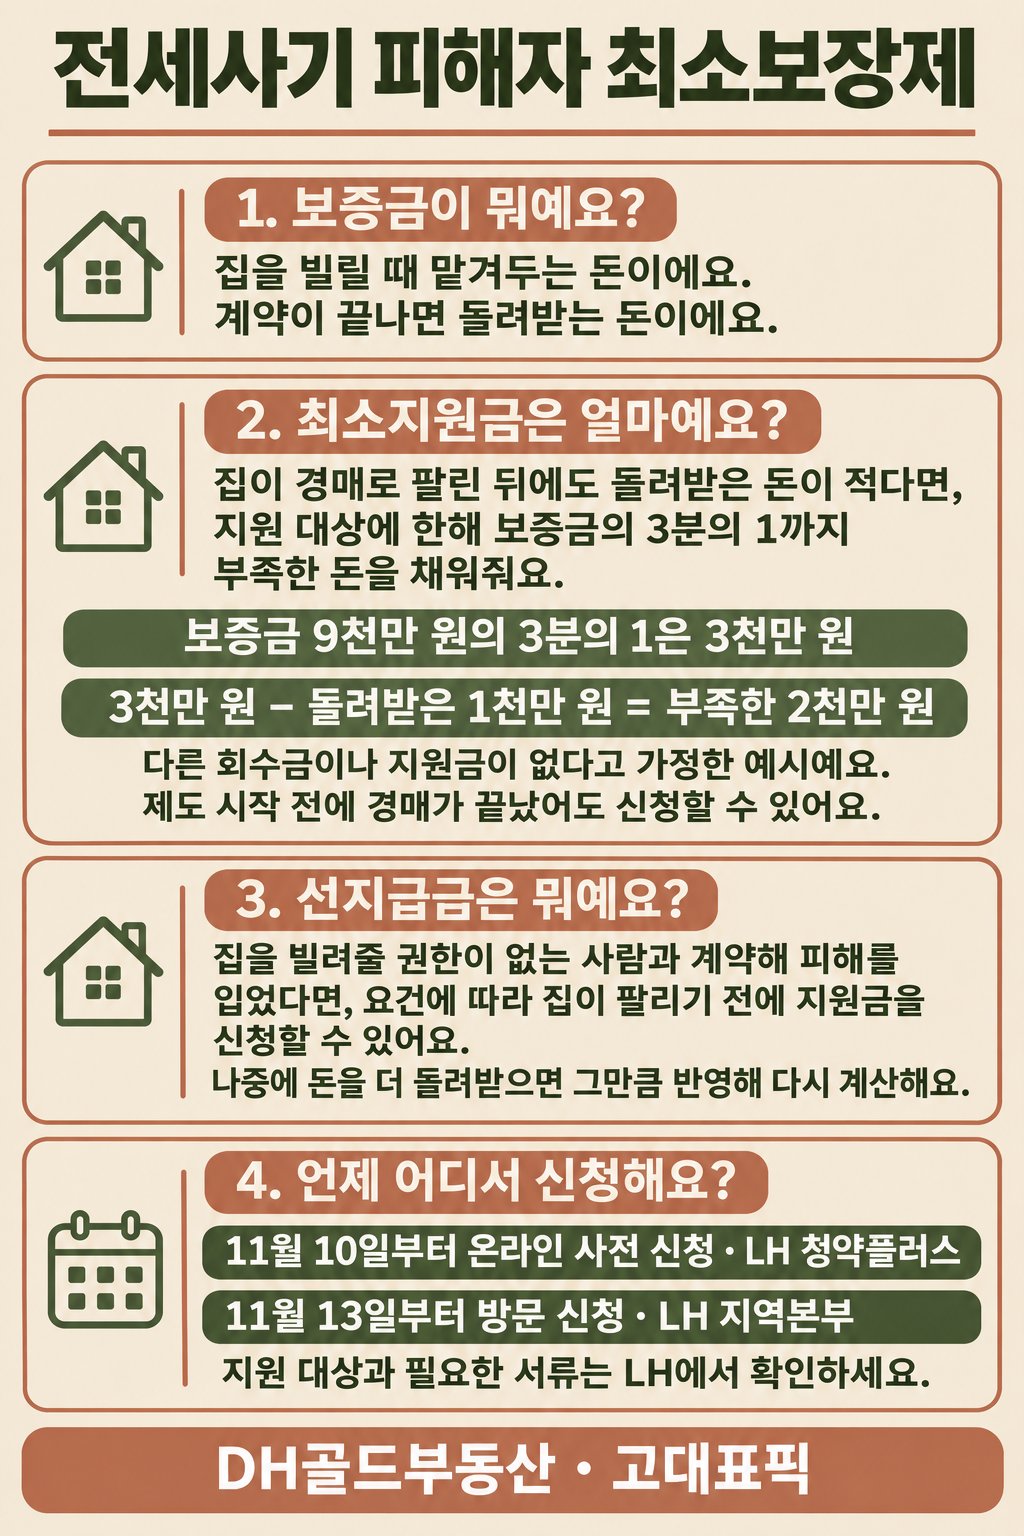 전세사기 피해자 최소보장제
1. 보증금이 뭐예요?
집을 빌릴 때 맡겨두는 돈이에요.
계약이 끝나면 돌려받는 돈이에요.
2. 최소지원금은 얼마예요?
집이 경매로 팔린 뒤에도 돌려받은 돈이 적다면,
지원 대상에 한해 보증금의 3분의 1까지
부족한 돈을 채워줘요.
보증금 9천만 원의 3분의 1은 3천만 원
3천만 원 – 돌려받은 1천만 원 = 부족한 2천만 원
다른 회수금이나 지원금이 없다고 가정한 예시예요.
제도 시작 전에 경매가 끝났어도 신청할 수 있어요.
3. 선지급금은 뭐예요?
집을 빌려줄 권한이 없는 사람과 계약해 피해를
입었다면, 요건에 따라 집이 팔리기 전에 지원금을
신청할 수 있어요.
나중에 돈을 더 돌려받으면 그만큼 반영해 다시 계산해요.
4. 언제 어디서 신청해요?
11월 10일부터 온라인 사전 신청 · LH 청약플러스
11월 13일부터 방문 신청 · LH 지역본부
지원 대상과 필요한 서류는 LH에서 확인하세요.
DH골드부동산 · 고대표픽